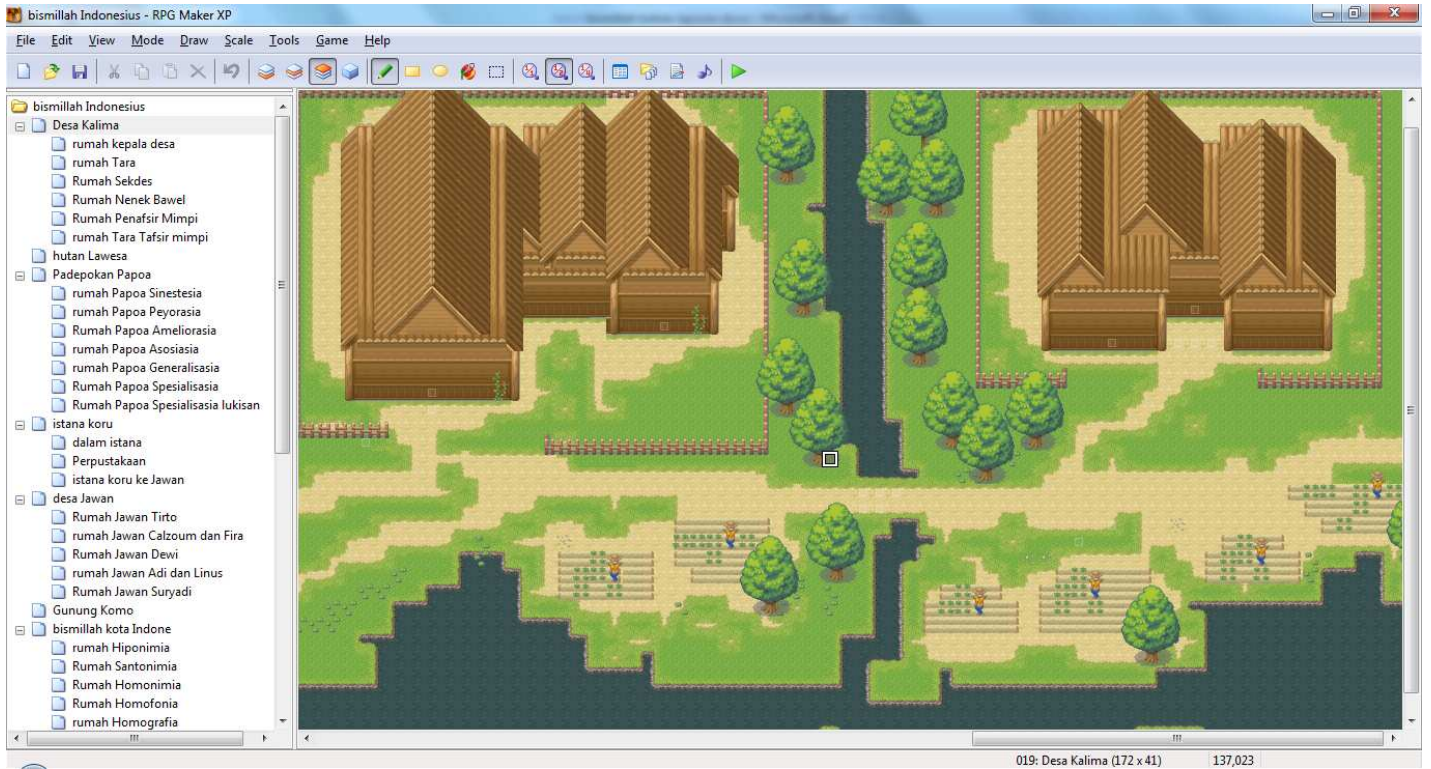 bismillah Indonesius - RPG Maker XP
File Edit View Mode Draw Scale Tools Game Help
bismillah Indonesius
Desa Kalima
rumah kepala desa
rumah Tara
Rumah Sekdes
Rumah Nenek Bawel
Rumah Penafsir Mimpi
rumah Tara Tafsir mimpi
hutan Lawesa
Padepokan Papoa
rumah Papoa Sinestesia
rumah Papoa Peyorasia
Rumah Papoa Ameliorasia
rumah Papoa Asosiasia
rumah Papoa Generalisasia
Rumah Papoa Spesialisasia
Rumah Papoa Spesialisasia lukisan
istana koru
dalam istana
Perpustakaan
istana koru ke Jawan
desa Jawan
Rumah Jawan Tirto
rumah Jawan Calzoum dan Fira
Rumah Jawan Dewi
rumah Jawan Adi dan Linus
Rumah Jawan Suryadi
Gunung Komo
bismillah kota Indone
rumah Hiponimia
Rumah Santonimia
Rumah Homonimia
Rumah Homofonia
rumah Homografia
019: Desa Kalima (172 x 41) 137,023